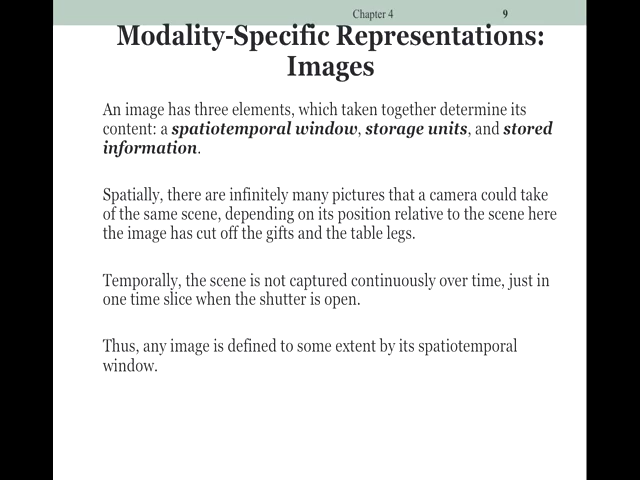 Chapter 4 9
Modality-Specific Representations:
Images
An image has three elements, which taken together determine its
content: a spatiotemporal window, storage units, and stored
information.
Spatially, there are infinitely many pictures that a camera could take
of the same scene, depending on its position relative to the scene here
the image has cut off the gifts and the table legs.
Temporally, the scene is not captured continuously over time, just in
one time slice when the shutter is open.
Thus, any image is defined to some extent by its spatiotemporal
window.